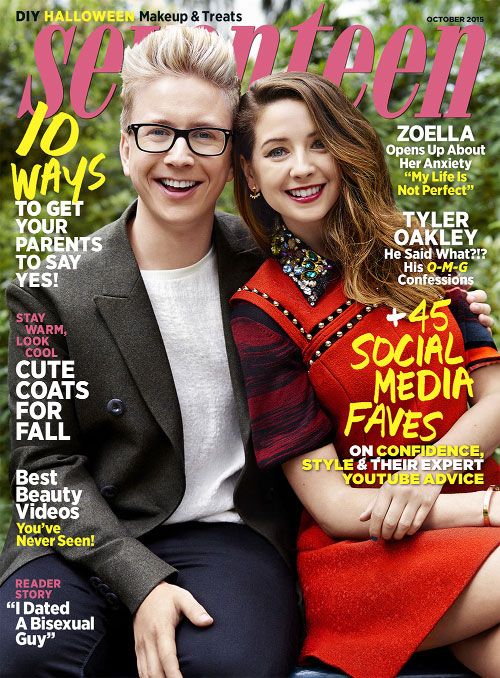 DIY HALLOWEEN Makeup & Treats
OCTOBER 2015
seventeen
10
WAYS
TO GET
YOUR
PARENTS
TO SAY
YES!
STAY
WARM,
LOOK
COOL
CUTE
COATS
FOR
FALL
Best
Beauty
Videos
You've
Never Seen!
READER
STORY
"I Dated
A Bisexual
Guy"
ZOELLA
Opens Up About
Her Anxiety
"My Life Is
Not Perfect"
TYLER
OAKLEY
He Said What?!?
His O-M-G
Confessions
+45
SOCIAL
MEDIA
FAVES
ON CONFIDENCE,
STYLE & THEIR EXPERT
YOUTUBE ADVICE